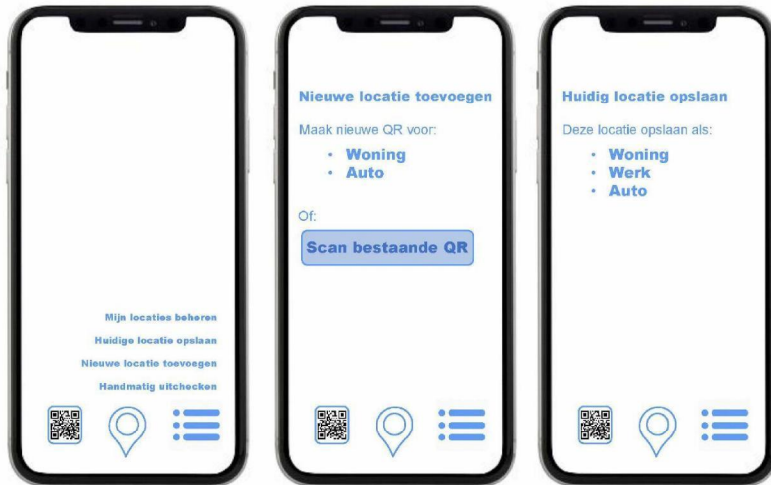 Mijn locaties beheren
Huidige locatie opslaan
Nieuwe locatie toevoegen
Handmatig uitchecken
Nieuwe locatie toevoegen
Maak nieuwe QR voor:
• Woning
• Auto
Of:
Scan bestaande QR
Huidig locatie opslaan
Deze locatie opslaan als:
• Woning
• Werk
• Auto